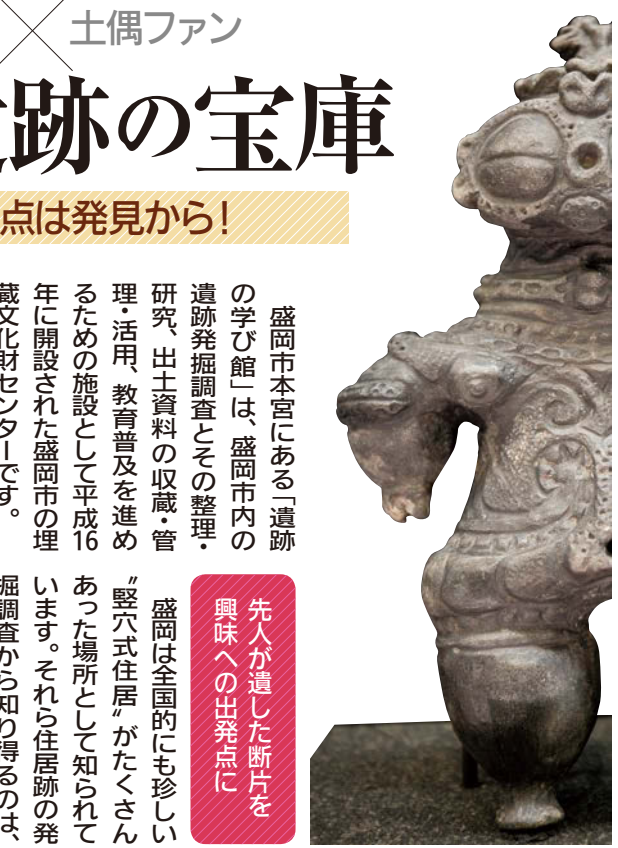 土偶ファン
跡の宝庫
点は発見から!
盛岡市本宮にある「遺跡
の学び館」は、盛岡市内の
遺跡発掘調査とその整理・
研究、出土資料の収蔵・管
理・活用、教育普及を進め
るための施設として平成16
年に開設された盛岡市の埋
蔵文化財センターです。
先人が遺した断片を
興味への出発点に
盛岡は全国的にも珍しい
〝竪穴式住居〟がたくさん
あった場所として知られて
います。それら住居跡の発
掘調査から知り得るのは、